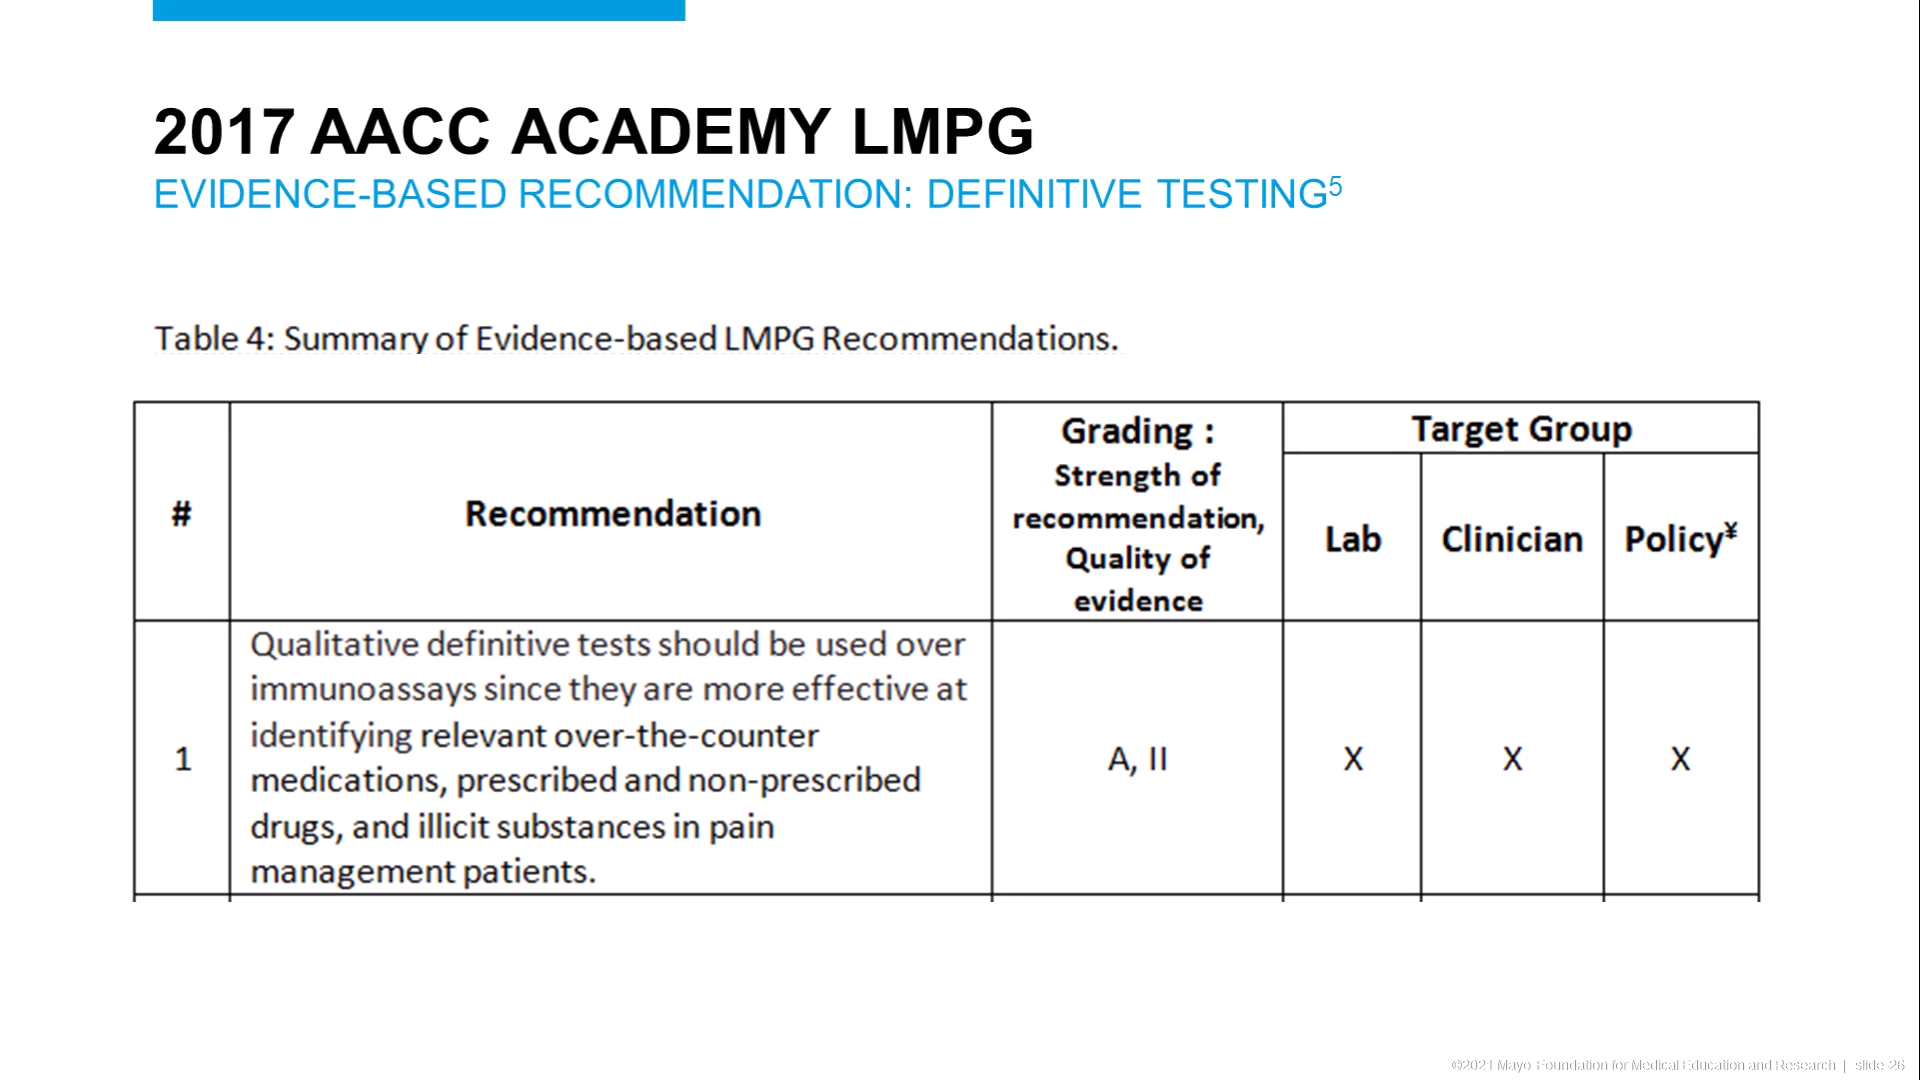 2017 AACC ACADEMY LMPG
EVIDENCE-BASED RECOMMENDATION: DEFINITIVE TESTING5
Table 4: Summary of Evidence-based LMPG Recommendations.
#
Recommendation
Grading :
Strength of
recommendation,
Quality of
evidence
Target Group
Lab
Clinician
Policy¥
1
Qualitative definitive tests should be used over
immunoassays since they are more effective at
identifying relevant over-the-counter
medications, prescribed and non-prescribed
drugs, and illicit substances in pain
management patients.
A, II
X
X
X
©2021 Mayo Foundation for Medical Education and Research | slide-26